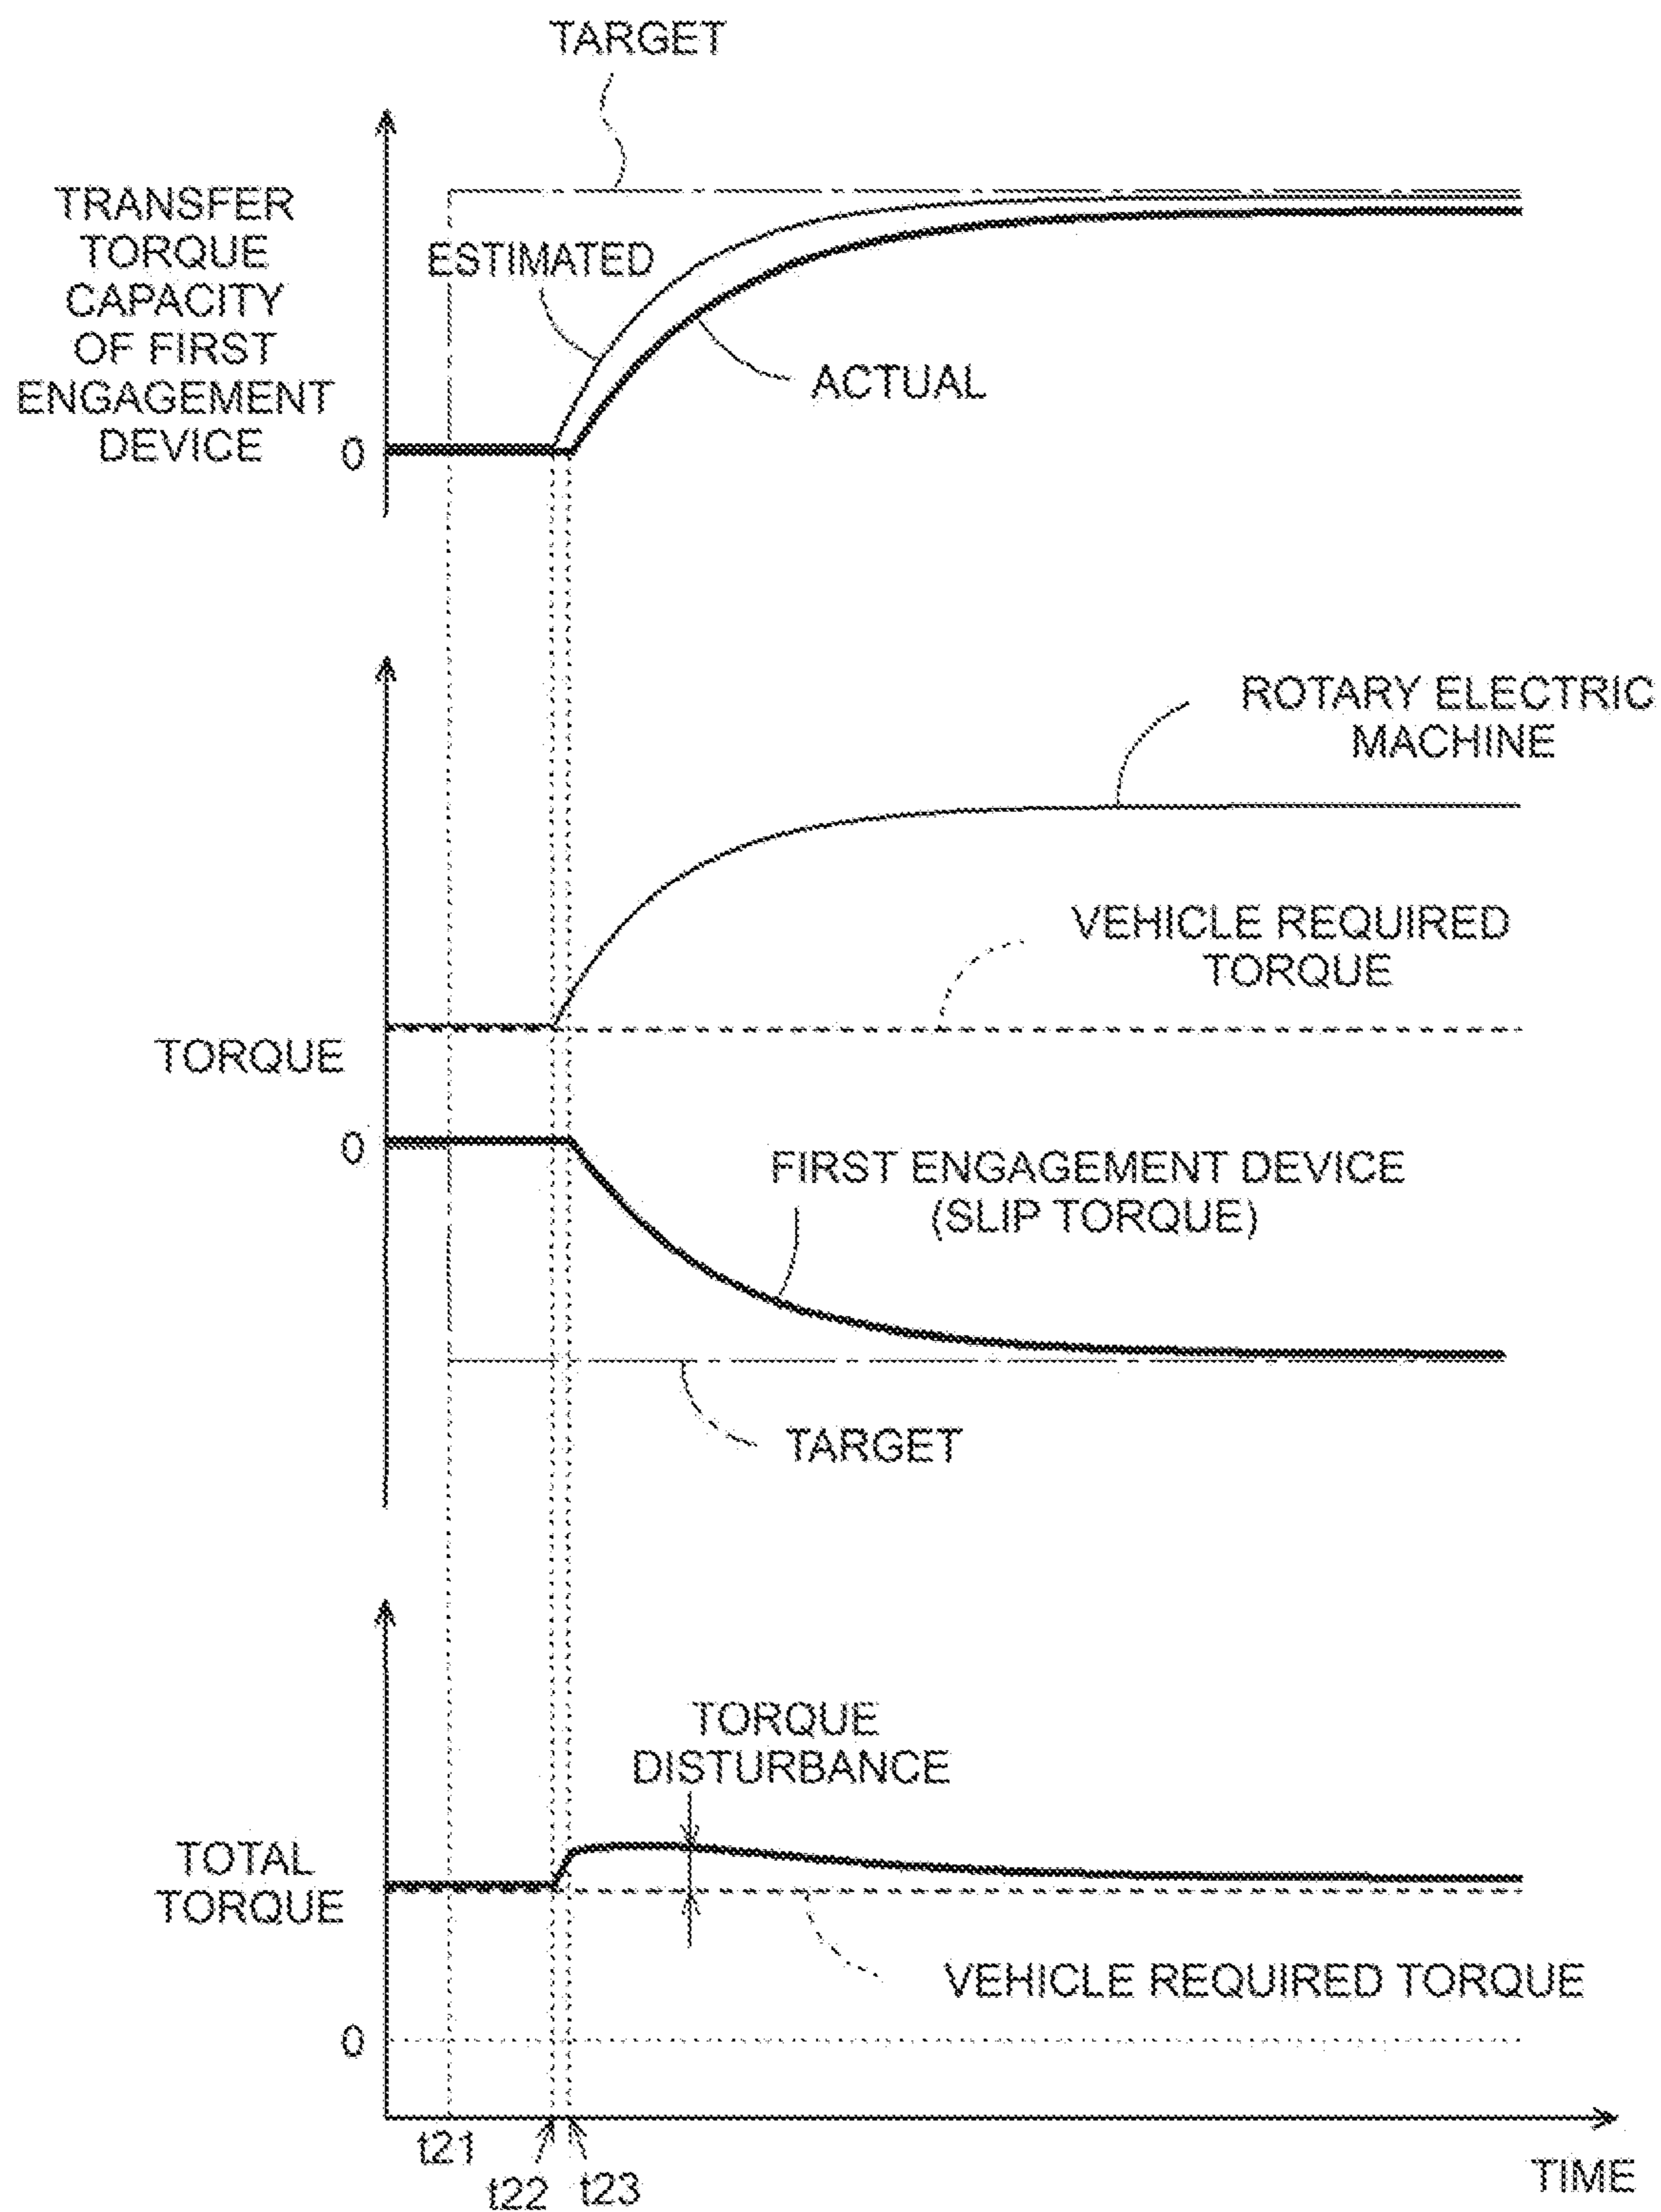 TARGET
TRANSFER
TORQUE
CAPACITY
OF FIRST
ENGAGEMENT
DEVICE
ESTIMATED
ACTUAL
0
ROTARY ELECTRIC
MACHINE
VEHICLE REQUIRED
TORQUE
TORQUE
0
FIRST ENGAGEMENT DEVICE
(SLIP TORQUE)
TARGET
TORQUE
DISTURBANCE
TOTAL
TORQUE
VEHICLE REQUIRED TORQUE
0
t21
t22
t23
TIME